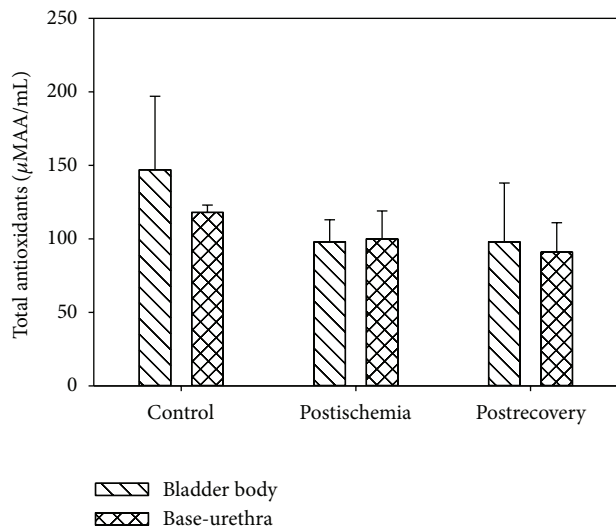 250
200
150
100
50
0
Total antioxidants (µMAA/mL)
Control Postischemia Postrecovery
Bladder body
Base-urethra